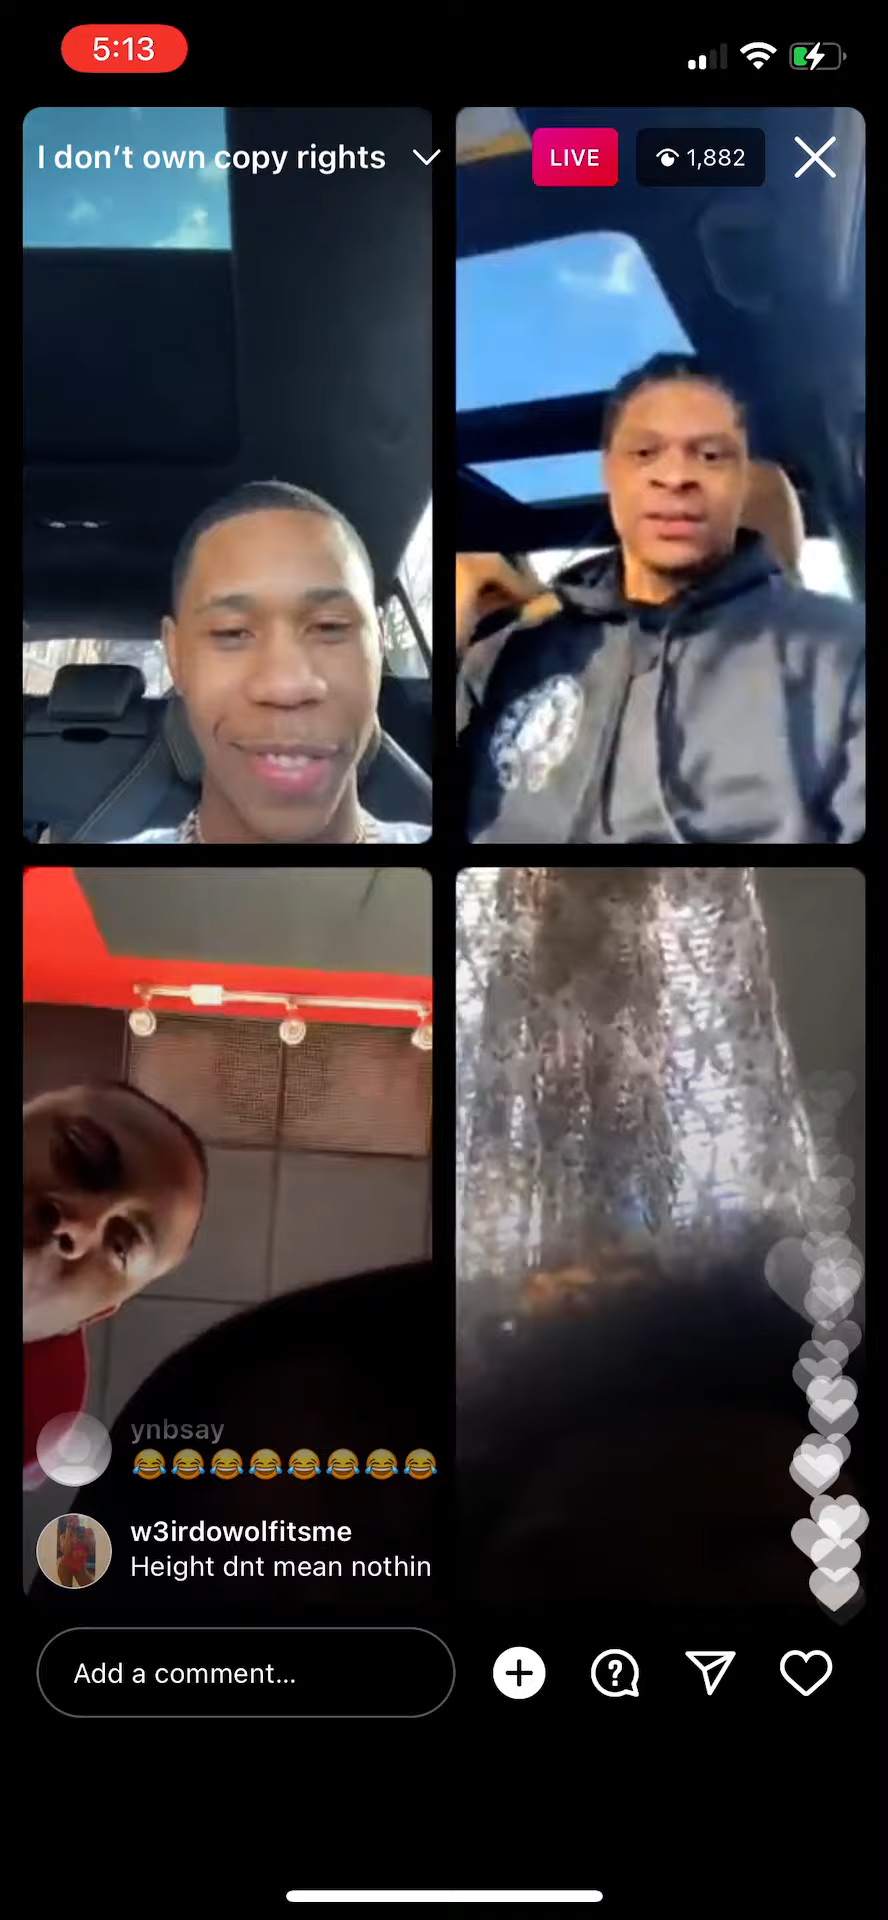 5:13
I don’t own copy rights
LIVE
1,882
ynbsay
😂😂😂😂😂😂😂😂
w3irdowolfitsme
Height dnt mean nothin
Add a comment...